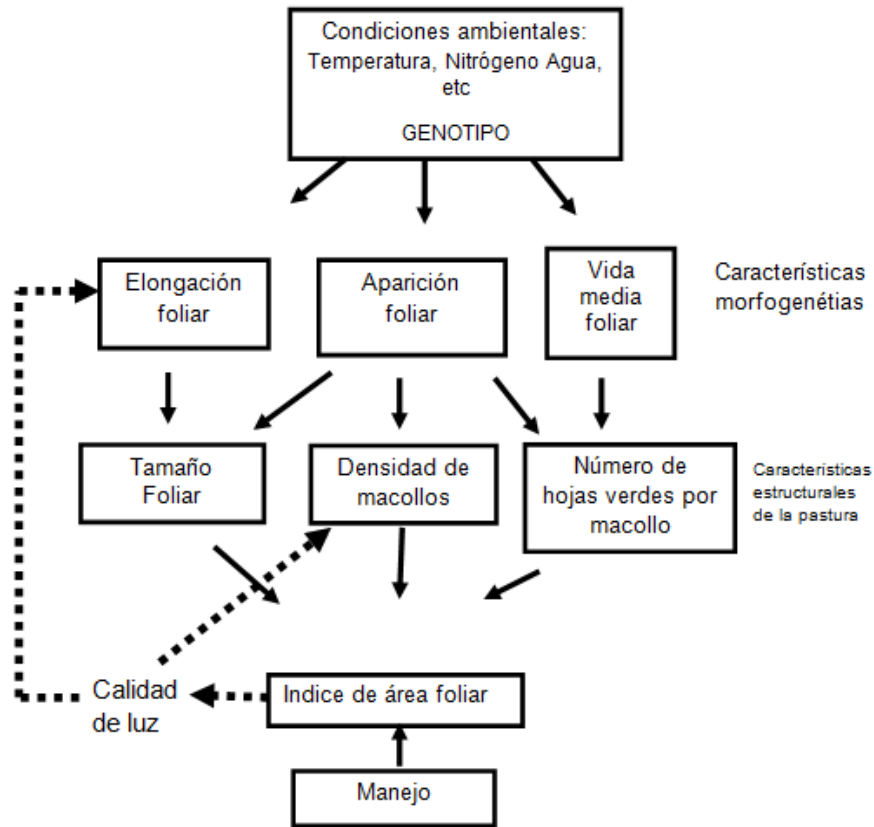 Condiciones ambientales:
Temperatura, Nitrógeno Agua,
etc
GENOTIPO
Elongación
foliar
Aparición
foliar
Vida
media
foliar
Características
morfogenétias
Tamaño
Foliar
Densidad de
macollos
Número de
hojas verdes por
macollo
Caracteristicas
estructurales
de la pastura
Calidad
de luz
Indice de área foliar
Manejo